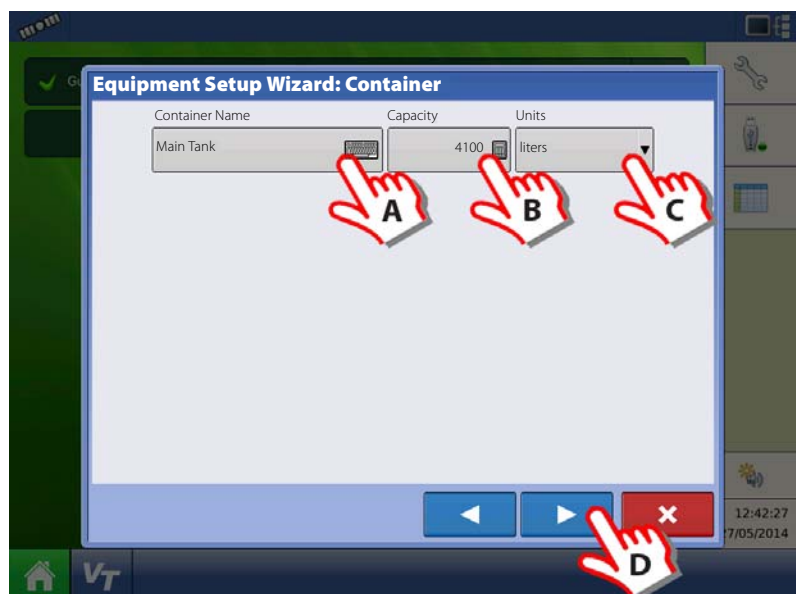 Equipment Setup Wizard: Container
Container Name Capacity Units
Main Tank 4100 liters
A B C
12:42:27
7/05/2014
D
VT